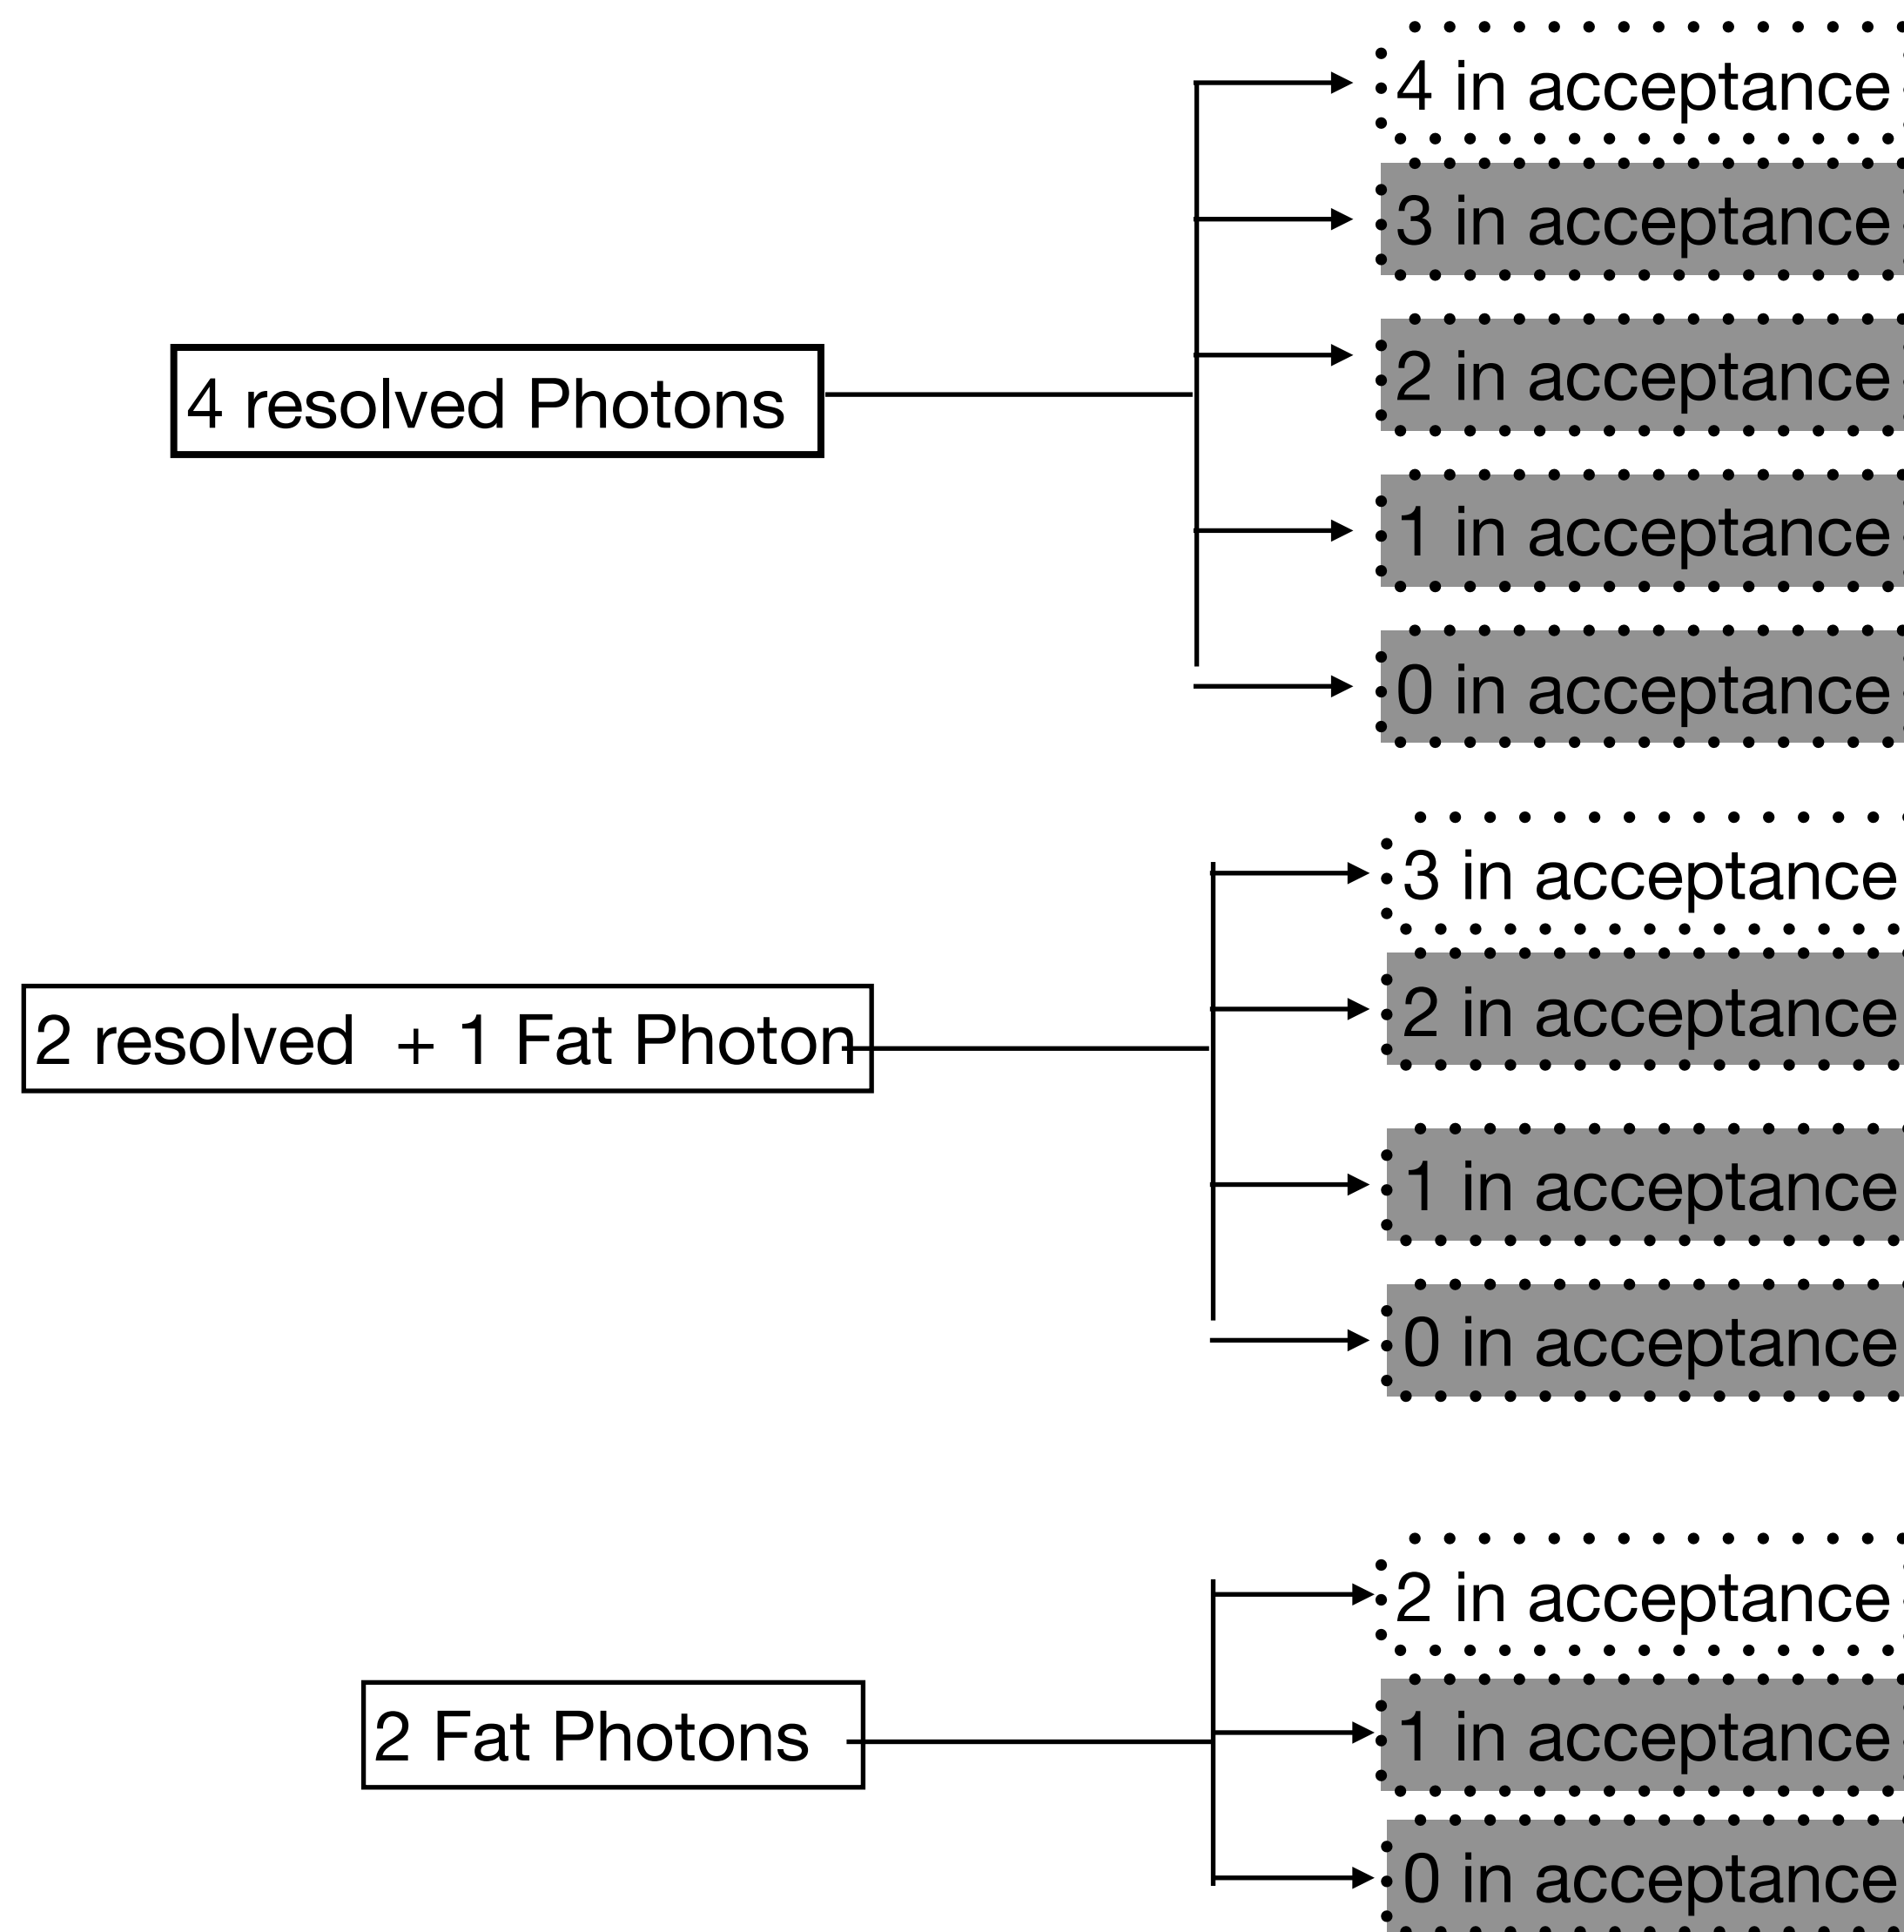 4 in acceptance
3 in acceptance
2 in acceptance
4 resolved Photons
1 in acceptance
0 in acceptance
3 in acceptance
2 in acceptance
2 resolved + 1 Fat Photon
1 in acceptance
0 in acceptance
2 in acceptance
1 in acceptance
2 Fat Photons
0 in acceptance